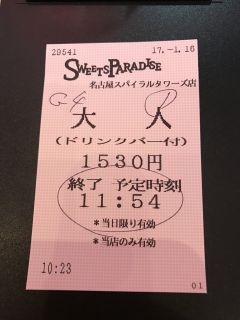 29541 17.-1.16
SWEETS PARADISE
名古屋スパイラルタワーズ店
G4 P
大人
(ドリンクバー付)
1530円
終了 予定時刻
11:54
*当日限り有効
*当店のみ有効
10:23
01